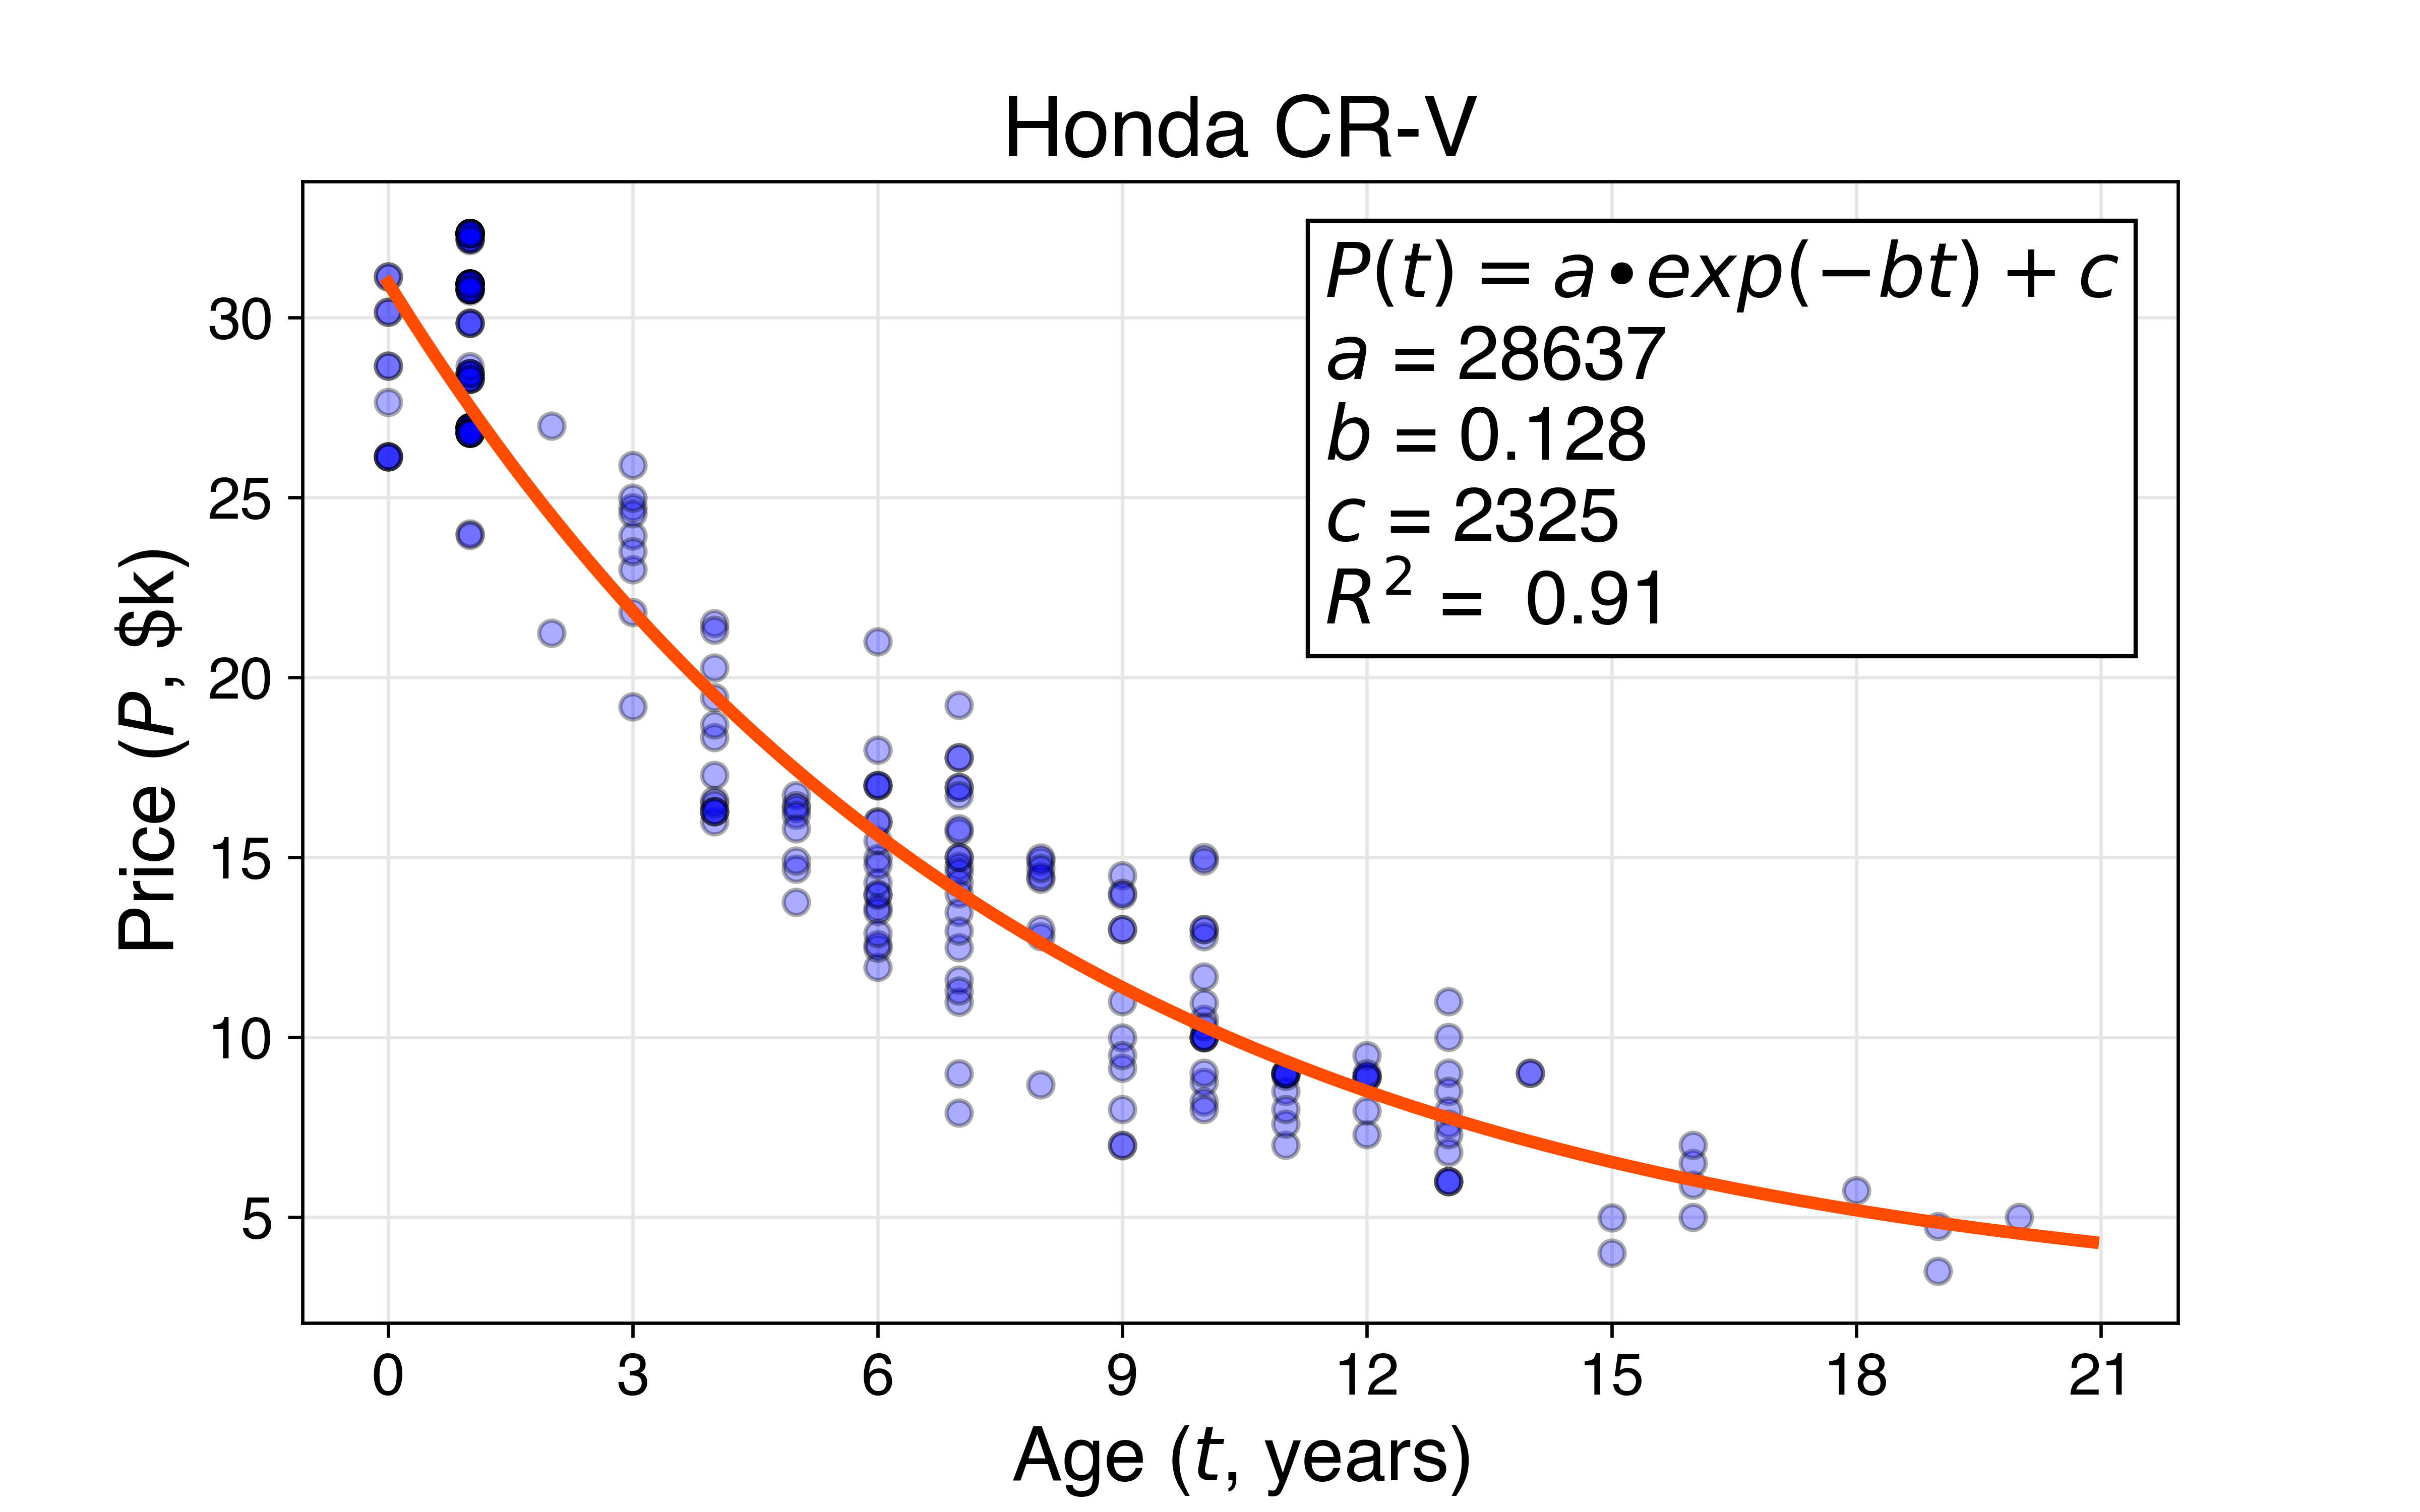 Honda CR-V
P(t) = a•exp(−bt) + c
a = 28637
b = 0.128
c = 2325
R² = 0.91
Price (P, $k)
30
25
20
15
10
5
0 3 6 9 12 15 18 21
Age (t, years)